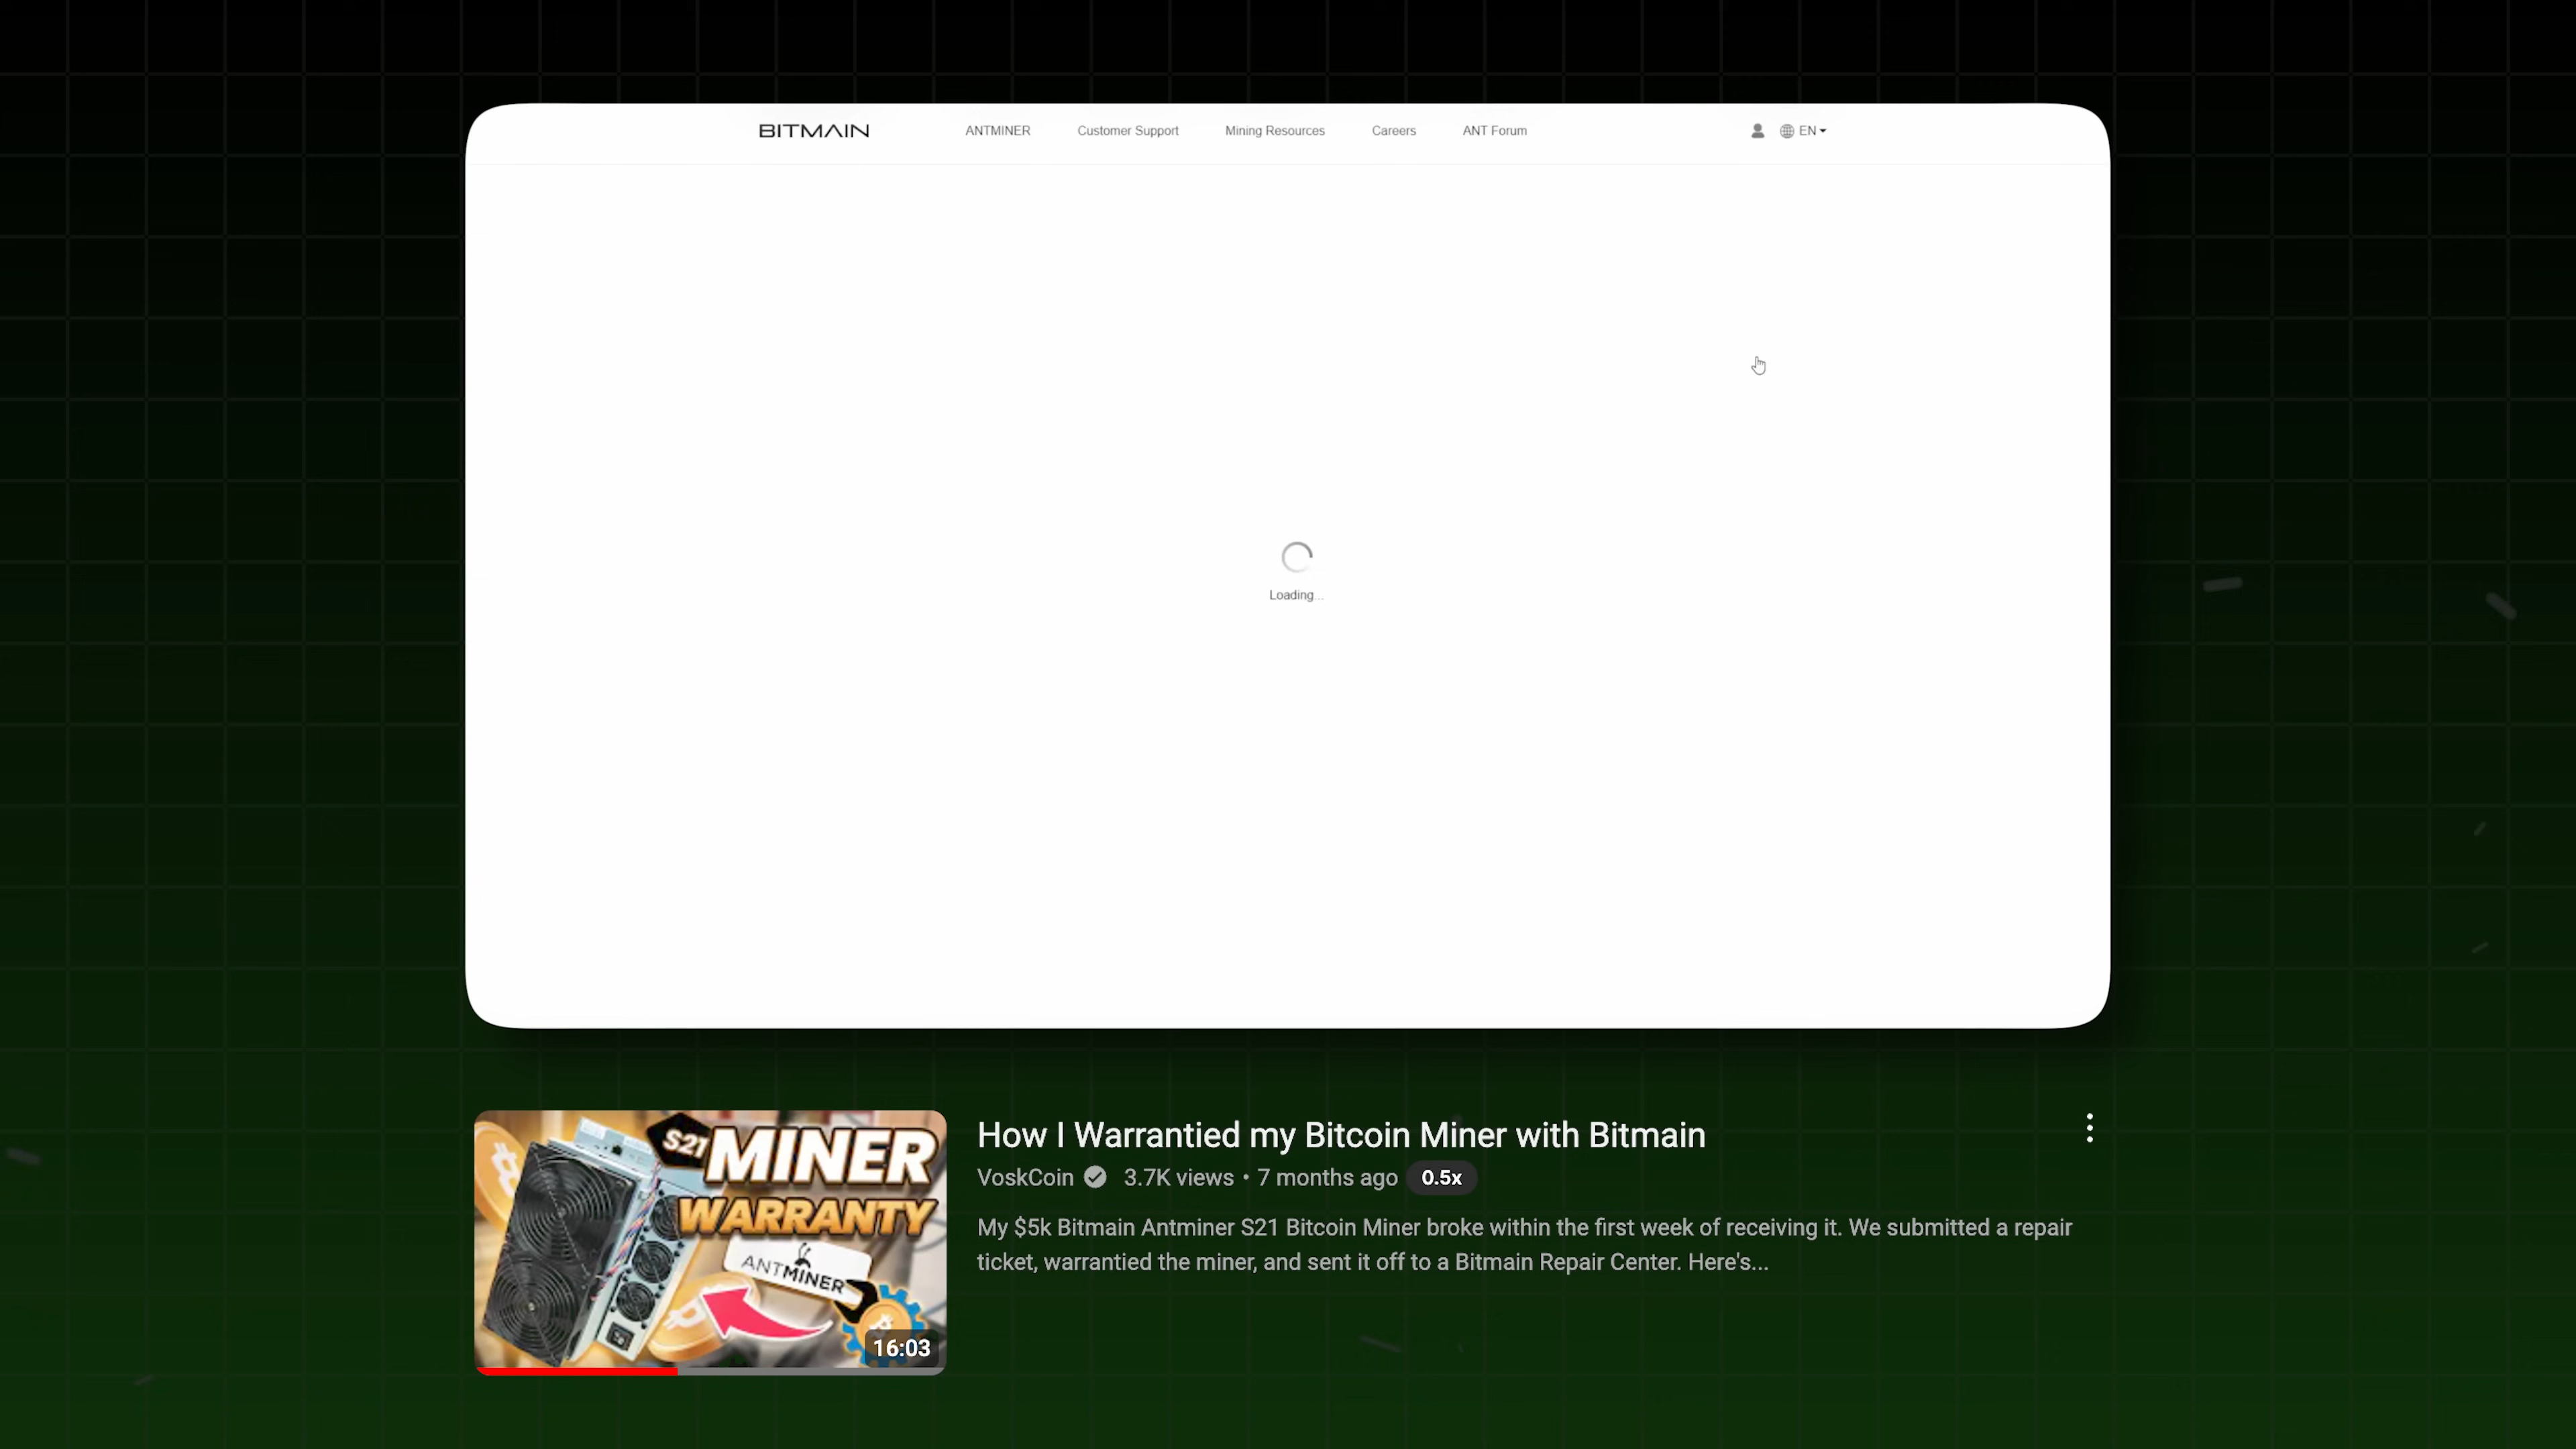 BITMAIN ANTMINER Customer Support Mining Resources Careers ANT Forum EN
Loading...
S21 MINER
WARRANTY
ANTMINER
16:03
How I Warrantied my Bitcoin Miner with Bitmain
VoskCoin 3.7K views • 7 months ago 0.5x
My $5k Bitmain Antminer S21 Bitcoin Miner broke within the first week of receiving it. We submitted a repair
ticket, warrantied the miner, and sent it off to a Bitmain Repair Center. Here's...